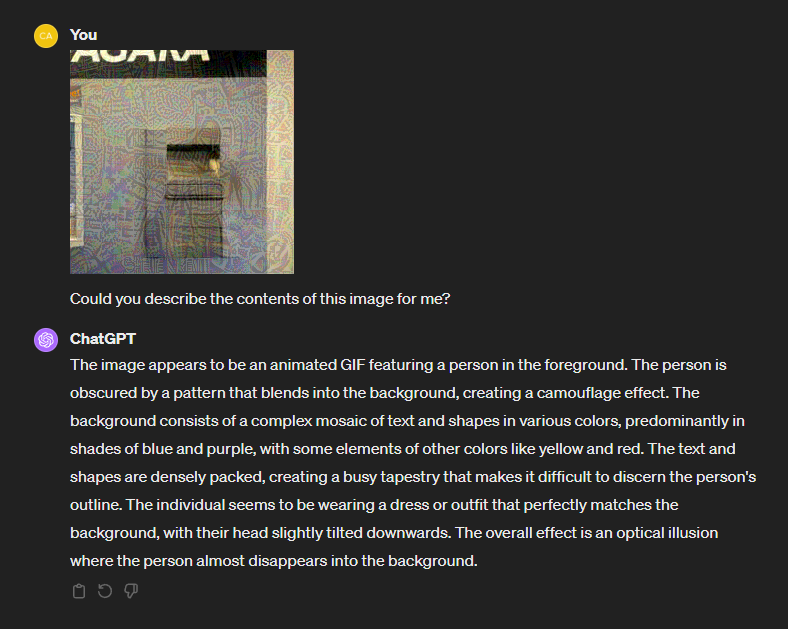 CA
You
Could you describe the contents of this image for me?
ChatGPT
The image appears to be an animated GIF featuring a person in the foreground. The person is
obscured by a pattern that blends into the background, creating a camouflage effect. The
background consists of a complex mosaic of text and shapes in various colors, predominantly in
shades of blue and purple, with some elements of other colors like yellow and red. The text and
shapes are densely packed, creating a busy tapestry that makes it difficult to discern the person's
outline. The individual seems to be wearing a dress or outfit that perfectly matches the
background, with their head slightly tilted downwards. The overall effect is an optical illusion
where the person almost disappears into the background.